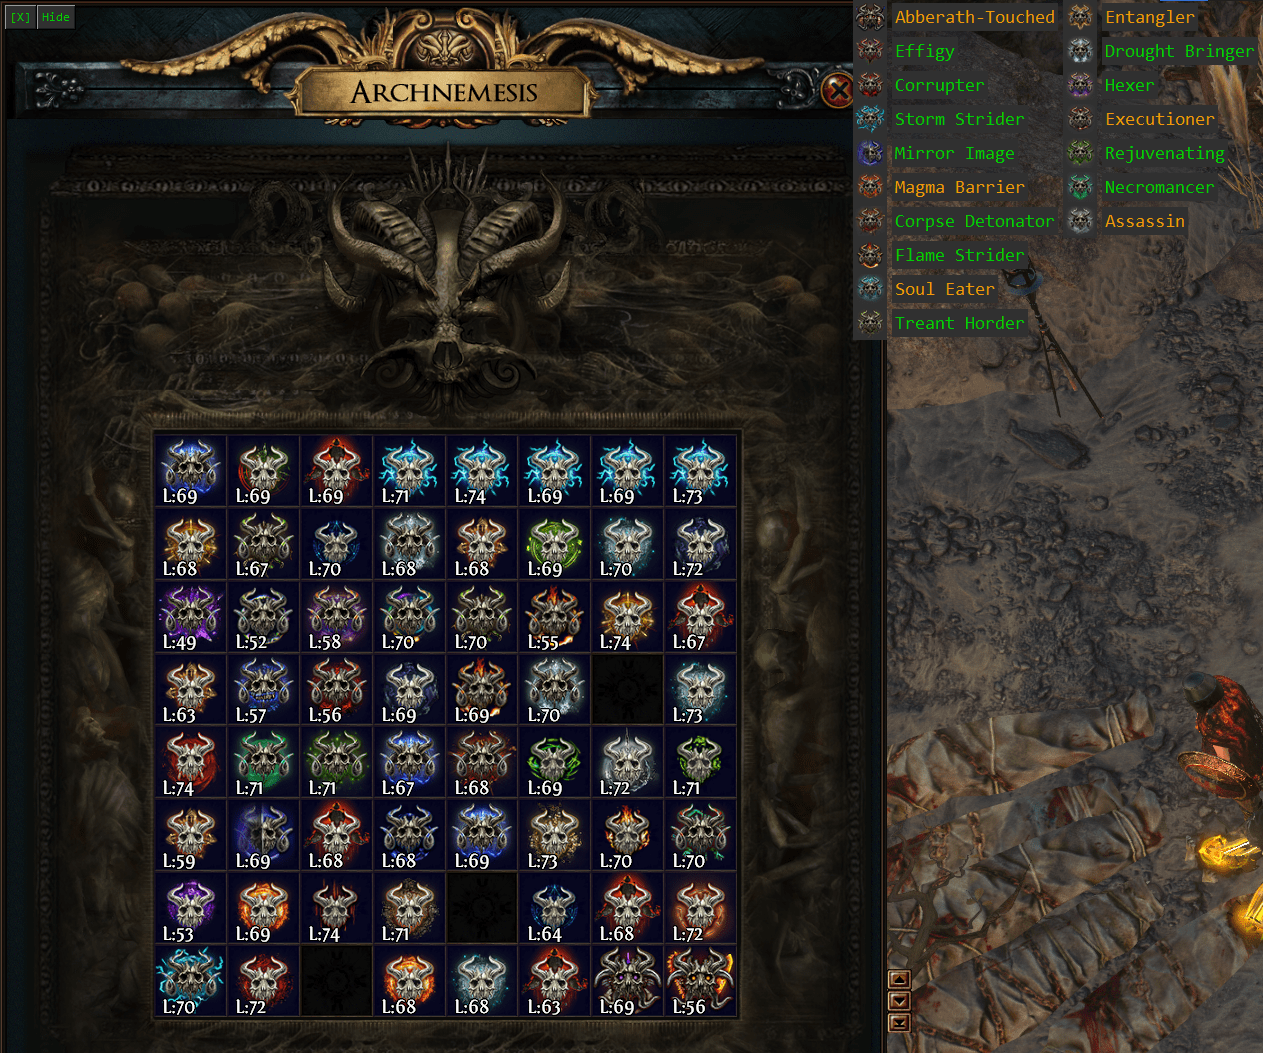 [X] Hide
ARCHNEMESIS
Abberath-Touched
Effigy
Corrupter
Storm Strider
Mirror Image
Magma Barrier
Corpse Detonator
Flame Strider
Soul Eater
Treant Horder
Entangler
Drought Bringer
Hexer
Executioner
Rejuvenating
Necromancer
Assassin
L:69 L:69 L:69 L:71 L:74 L:69 L:69 L:73
L:68 L:67 L:70 L:68 L:68 L:69 L:70 L:72
L:49 L:52 L:58 L:70 L:70 L:55 L:74 L:67
L:63 L:57 L:56 L:69 L:69 L:70 L:73
L:74 L:71 L:71 L:67 L:68 L:69 L:72 L:71
L:59 L:69 L:68 L:68 L:69 L:73 L:70 L:70
L:53 L:69 L:74 L:71 L:64 L:68 L:72
L:70 L:72 L:68 L:68 L:63 L:69 L:56